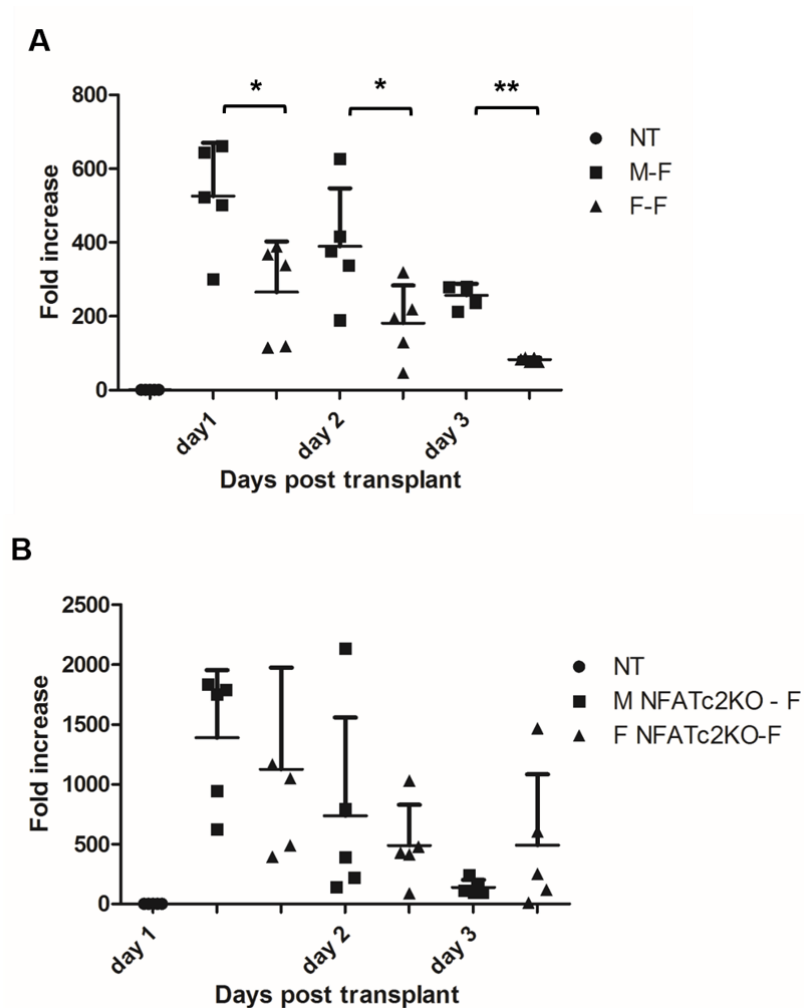 A
*
*
**
800
600
400
200
0
Fold increase
NT
M-F
F-F
day1
day 2
day 3
Days post transplant
B
2500
2000
1500
1000
500
0
Fold increase
NT
M NFATc2KO - F
F NFATc2KO-F
day 1
day 2
day 3
Days post transplant